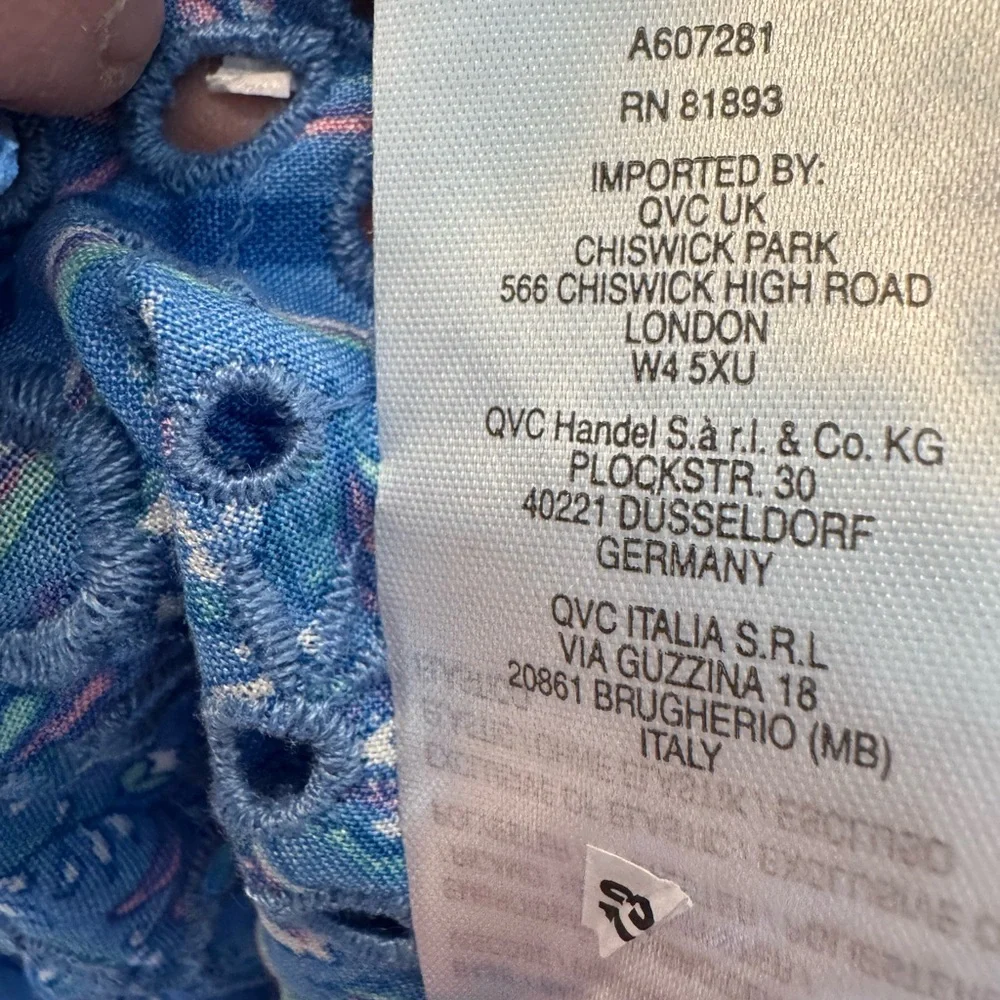 A607281
RN 81893
IMPORTED BY:
QVC UK
CHISWICK PARK
566 CHISWICK HIGH ROAD
LONDON
W4 5XU
QVC Handel S.à r.l. & Co. KG
PLOCKSTR. 30
40221 DÜSSELDORF
GERMANY
QVC ITALIA S.R.L
VIA GUZZINA 18
20861 BRUGHERIO (MB)
ITALY